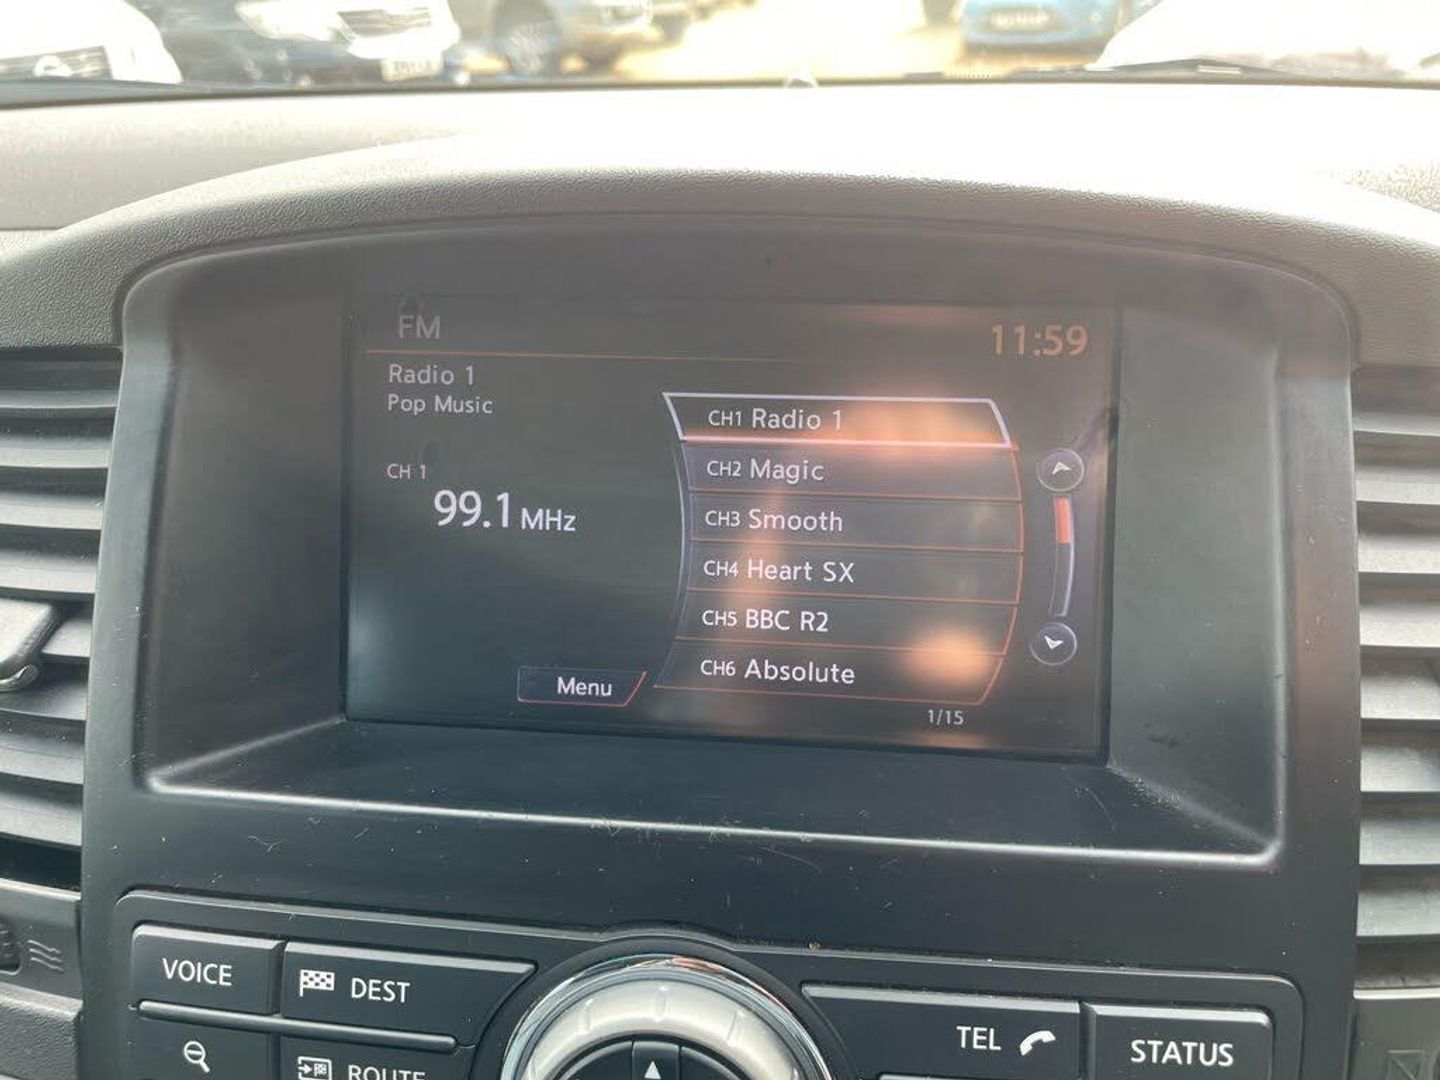 FM
11:59
Radio 1
Pop Music
CH 1
99.1 MHz
CH1 Radio 1
CH2 Magic
CH3 Smooth
CH4 Heart SX
CH5 BBC R2
CH6 Absolute
Menu
1/15
VOICE
DEST
TEL
STATUS
ROUTE